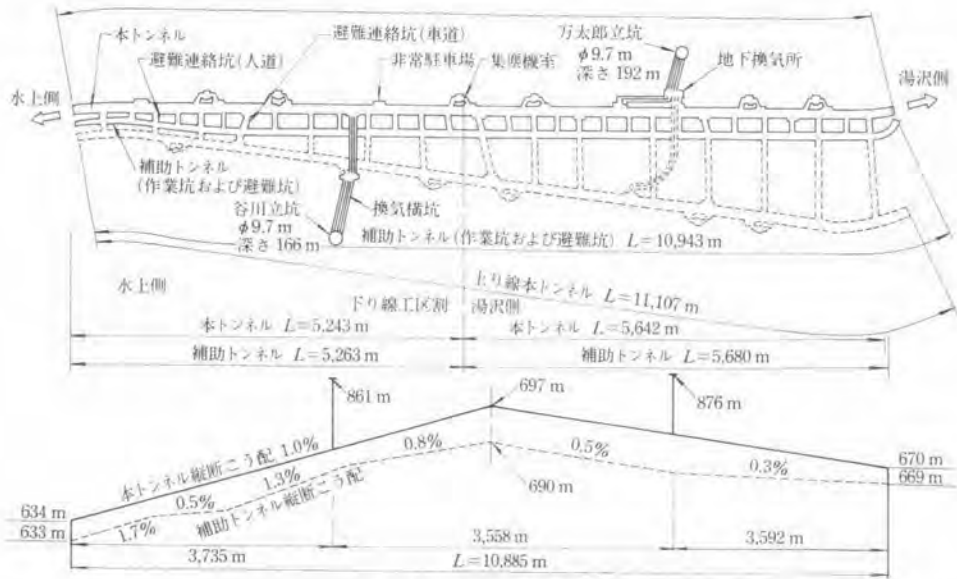 万太郎立坑
φ9.7 m
深さ 192 m
避難連絡坑(車道)
本トンネル
避難連絡坑(人道)
非常駐車場
集塵機室
地下換気所
水上側
湯沢側
補助トンネル
(作業坑および避難坑)
谷川立坑
φ9.7 m
深さ 166 m
換気横坑
補助トンネル(作業坑および避難坑) L=10,943 m
上り線本トンネル L=11,107 m
水上側
下り線工区割
湯沢側
本トンネル L=5,243 m
本トンネル L=5,642 m
補助トンネル L=5,263 m
補助トンネル L=5,680 m
861 m
697 m
876 m
本トンネル縦断こう配 1.0%
0.8%
0.5%
0.3%
1.7%
0.5%
1.3%
補助トンネル縦断こう配
690 m
670 m
669 m
634 m
633 m
3,735 m
3,558 m
3,592 m
L=10,885 m